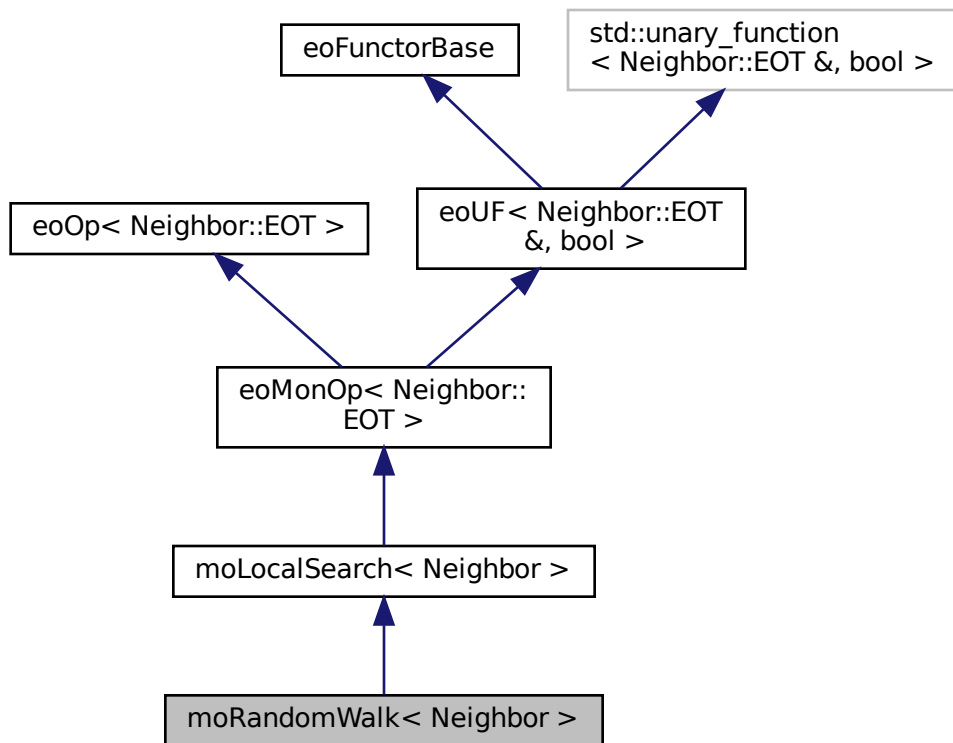 eoFunctorBase
std::unary_function
< Neighbor::EOT &, bool >
eoOp< Neighbor::EOT >
eoUF< Neighbor::EOT
&, bool >
eoMonOp< Neighbor::
EOT >
moLocalSearch< Neighbor >
moRandomWalk< Neighbor >